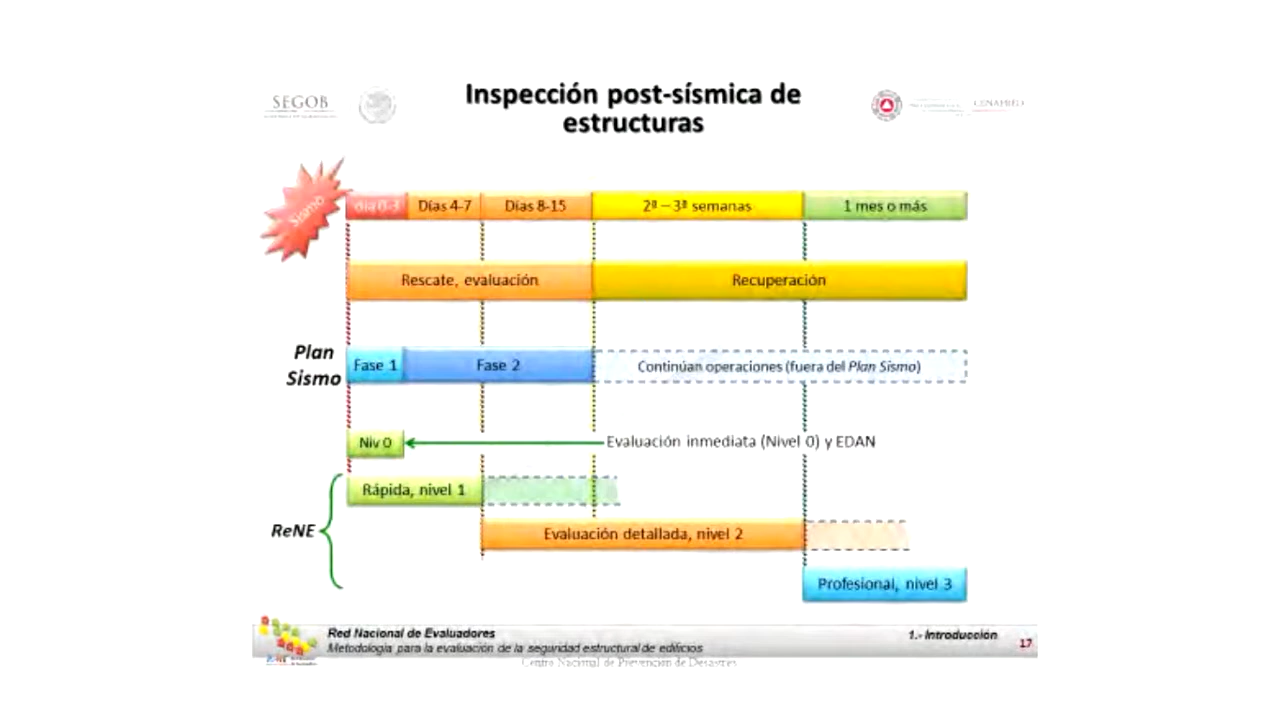 SEGOB
Inspección post-sísmica de
estructuras
CENAPRED
Sismo
día 0-3
Días 4-7
Días 8-15
2ª – 3ª semanas
1 mes o más
Rescate, evaluación
Recuperación
Plan
Sismo
Fase 1
Fase 2
Continúan operaciones (fuera del Plan Sismo)
Niv 0
Evaluación inmediata (Nivel 0) y EDAN
Rápida, nivel 1
ReNE
Evaluación detallada, nivel 2
Profesional, nivel 3
Red Nacional de Evaluadores
Metodología para la evaluación de la seguridad estructural de edificios
1.- Introducción
17
Centro Nacional de Prevención de Desastres